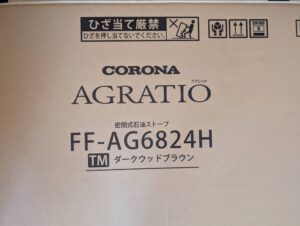 ひざ当て厳禁
ひざを押し当てないでください。
CORONA
アグレシオ
AGRATIO
密閉式石油ストーブ
FF-AG6824H
TM ダークウッドブラウン